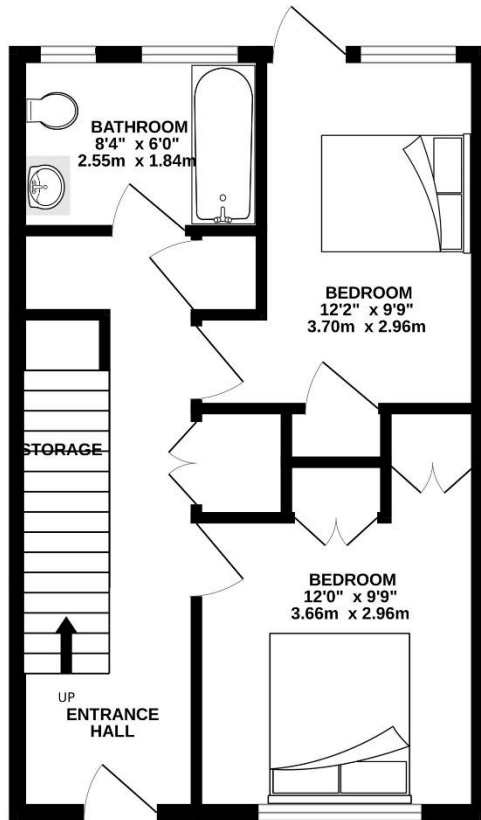 BATHROOM
8'4" x 6'0"
2.55m x 1.84m
BEDROOM
12'2" x 9'9"
3.70m x 2.96m
STORAGE
BEDROOM
12'0" x 9'9"
3.66m x 2.96m
UP
ENTRANCE
HALL